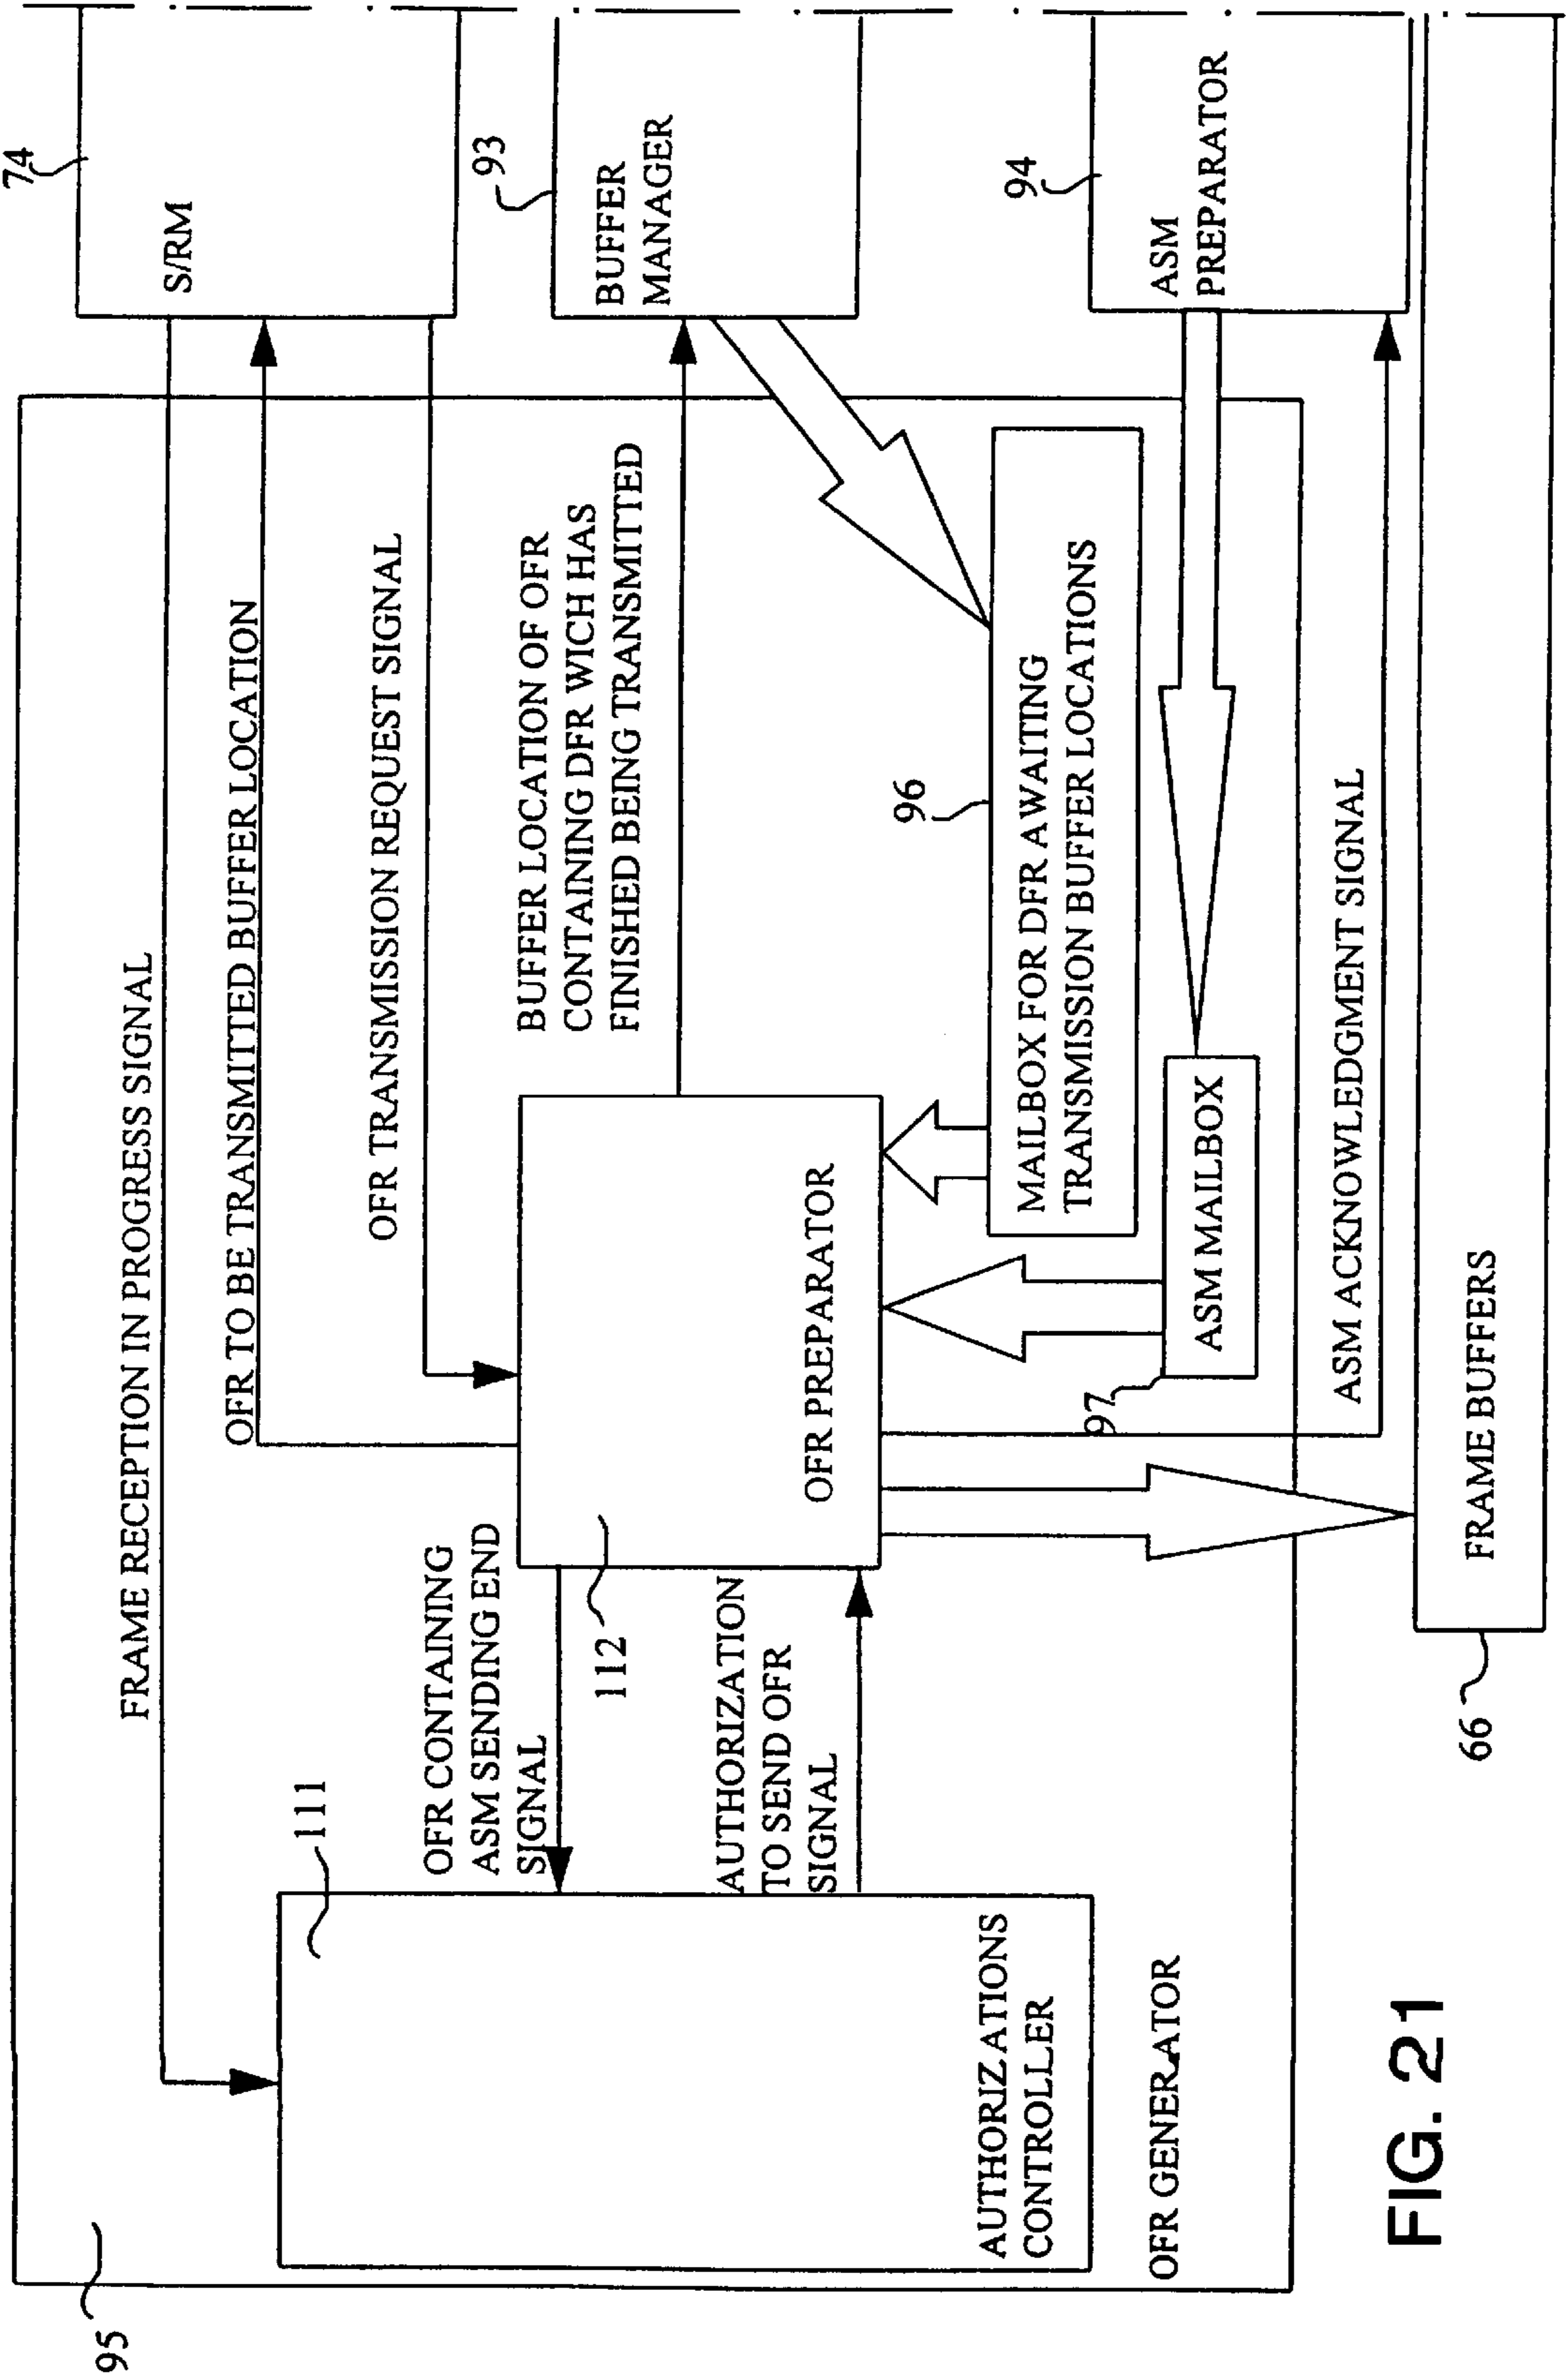 95
FRAME RECEPTION IN PROGRESS SIGNAL
74
S/RM
OFR TO BE TRANSMITTED BUFFER LOCATION
OFR TRANSMISSION REQUEST SIGNAL
111
OFR CONTAINING
ASM SENDING END
SIGNAL
BUFFER LOCATION OF OFR
CONTAINING DFR WICH HAS
FINISHED BEING TRANSMITTED
93
BUFFER
MANAGER
112
AUTHORIZATION
TO SEND OFR
SIGNAL
OFR PREPARATOR
96
AUTHORIZATIONS
CONTROLLER
MAILBOX FOR DFR AWAITING
TRANSMISSION BUFFER LOCATIONS
94
ASM
PREPARATOR
97
ASM MAILBOX
OFR GENERATOR
ASM ACKNOWLEDGMENT SIGNAL
66
FRAME BUFFERS
FIG. 21